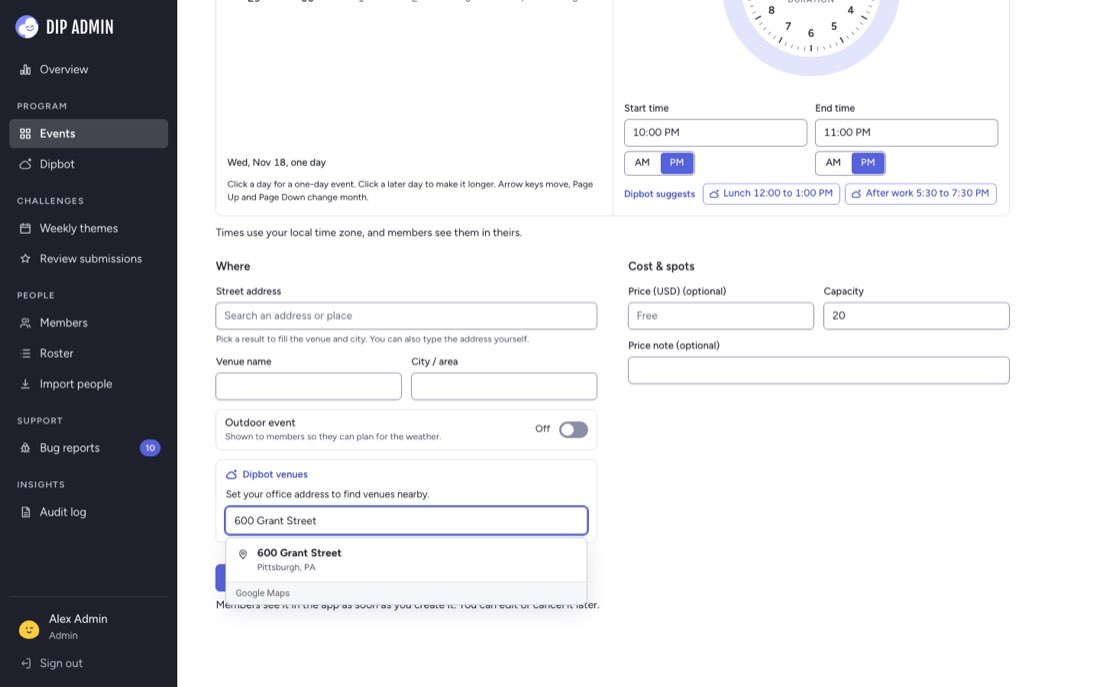 DIP ADMIN
Overview
PROGRAM
Events
Dipbot
CHALLENGES
Weekly themes
Review submissions
PEOPLE
Members
Roster
Import people
SUPPORT
Bug reports
10
INSIGHTS
Audit log
Alex Admin
Admin
Sign out
Wed, Nov 18, one day
Click a day for a one-day event. Click a later day to make it longer. Arrow keys move, Page
Up and Page Down change month.
8
7
6
5
4
Start time
End time
10:00 PM
11:00 PM
AM
PM
AM
PM
Dipbot suggests
Lunch 12:00 to 1:00 PM
After work 5:30 to 7:30 PM
Times use your local time zone, and members see them in theirs.
Where
Street address
Search an address or place
Pick a result to fill the venue and city. You can also type the address yourself.
Venue name
City / area
Outdoor event
Shown to members so they can plan for the weather.
Off
Dipbot venues
Set your office address to find venues nearby.
600 Grant Street
600 Grant Street
Pittsburgh, PA
Google Maps
Members see it in the app as soon as you create it. You can edit or cancel it later.
Cost & spots
Price (USD) (optional)
Capacity
Free
20
Price note (optional)